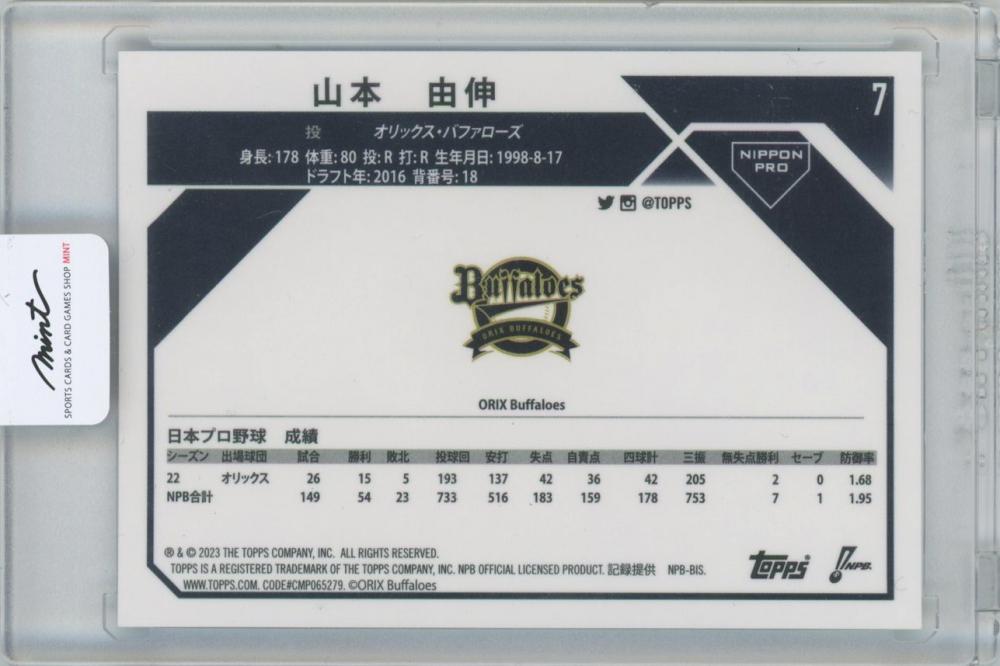 山本 由伸
7
投 オリックス・バファローズ
身長: 178 体重: 80 投: R 打: R 生年月日: 1998-8-17
ドラフト年: 2016 背番号: 18
NIPPON
PRO
@TOPPS
Buffaloes
ORIX BUFFALOES
ORIX Buffaloes
日本プロ野球 成績
シーズン 出場球団 試合 勝利 敗北 投球回 安打 失点 自責点 四球計 三振 無失点勝利 セーブ 防御率
22 オリックス 26 15 5 193 137 42 36 42 205 2 0 1.68
NPB合計 149 54 23 733 516 183 159 178 753 7 1 1.95
® & © 2023 THE TOPPS COMPANY, INC. ALL RIGHTS RESERVED.
TOPPS IS A REGISTERED TRADEMARK OF THE TOPPS COMPANY, INC. NPB OFFICIAL LICENSED PRODUCT. 記録提供 NPB-BIS.
WWW.TOPPS.COM. CODE#CMP065279. ©ORIX Buffaloes
Topps
NPB.
mint
SPORTS CARDS & CARD GAMES SHOP MINT